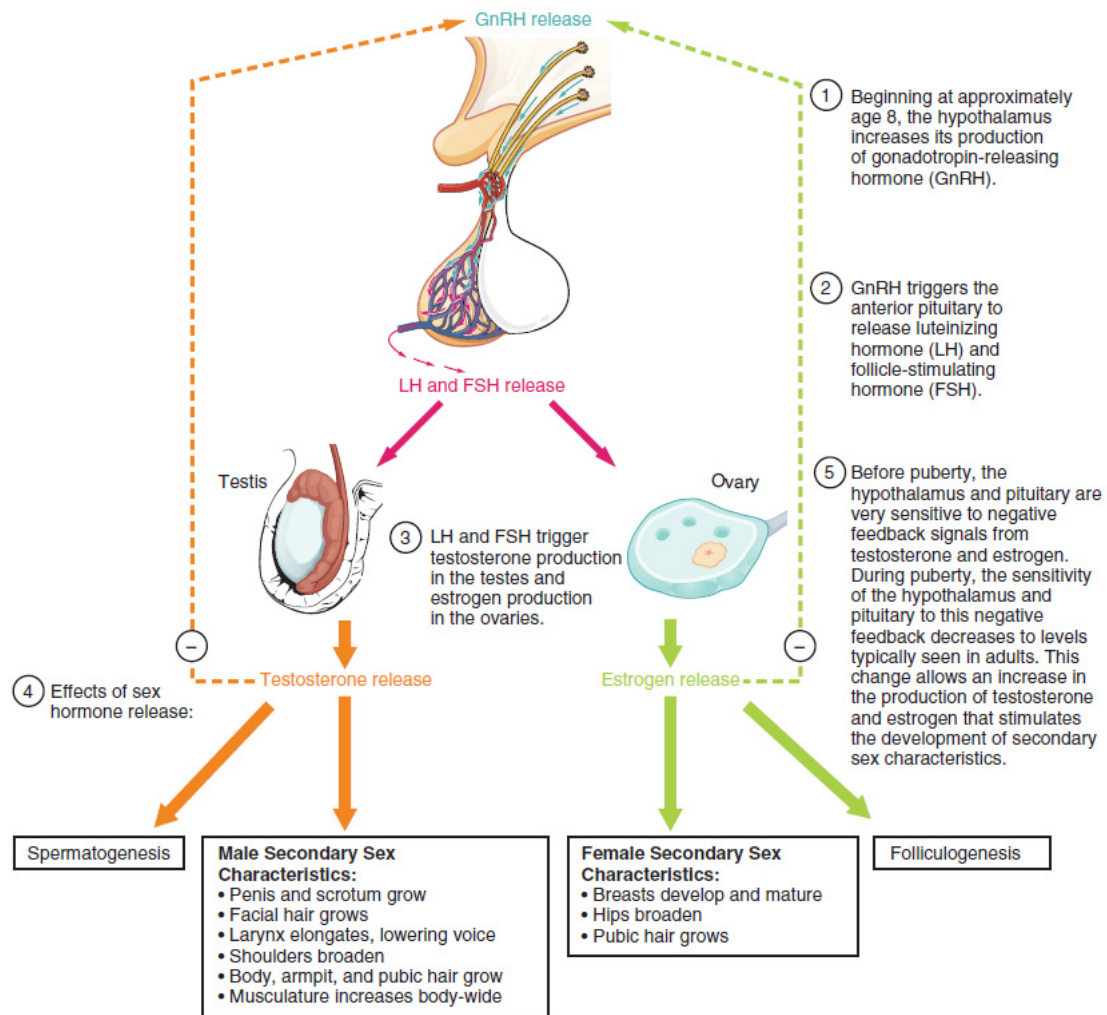 GnRH release
1 Beginning at approximately
age 8, the hypothalamus
increases its production
of gonadotropin-releasing
hormone (GnRH).
2 GnRH triggers the
anterior pituitary to
release luteinizing
hormone (LH) and
follicle-stimulating
hormone (FSH).
LH and FSH release
Testis
Ovary
3 LH and FSH trigger
testosterone production
in the testes and
estrogen production
in the ovaries.
5 Before puberty, the
hypothalamus and pituitary are
very sensitive to negative
feedback signals from
testosterone and estrogen.
During puberty, the sensitivity
of the hypothalamus and
pituitary to this negative
feedback decreases to levels
typically seen in adults. This
change allows an increase in
the production of testosterone
and estrogen that stimulates
the development of secondary
sex characteristics.
–
–
Testosterone release
Estrogen release
4 Effects of sex
hormone release:
Spermatogenesis
Male Secondary Sex
Characteristics:
• Penis and scrotum grow
• Facial hair grows
• Larynx elongates, lowering voice
• Shoulders broaden
• Body, armpit, and pubic hair grow
• Musculature increases body-wide
Female Secondary Sex
Characteristics:
• Breasts develop and mature
• Hips broaden
• Pubic hair grows
Folliculogenesis